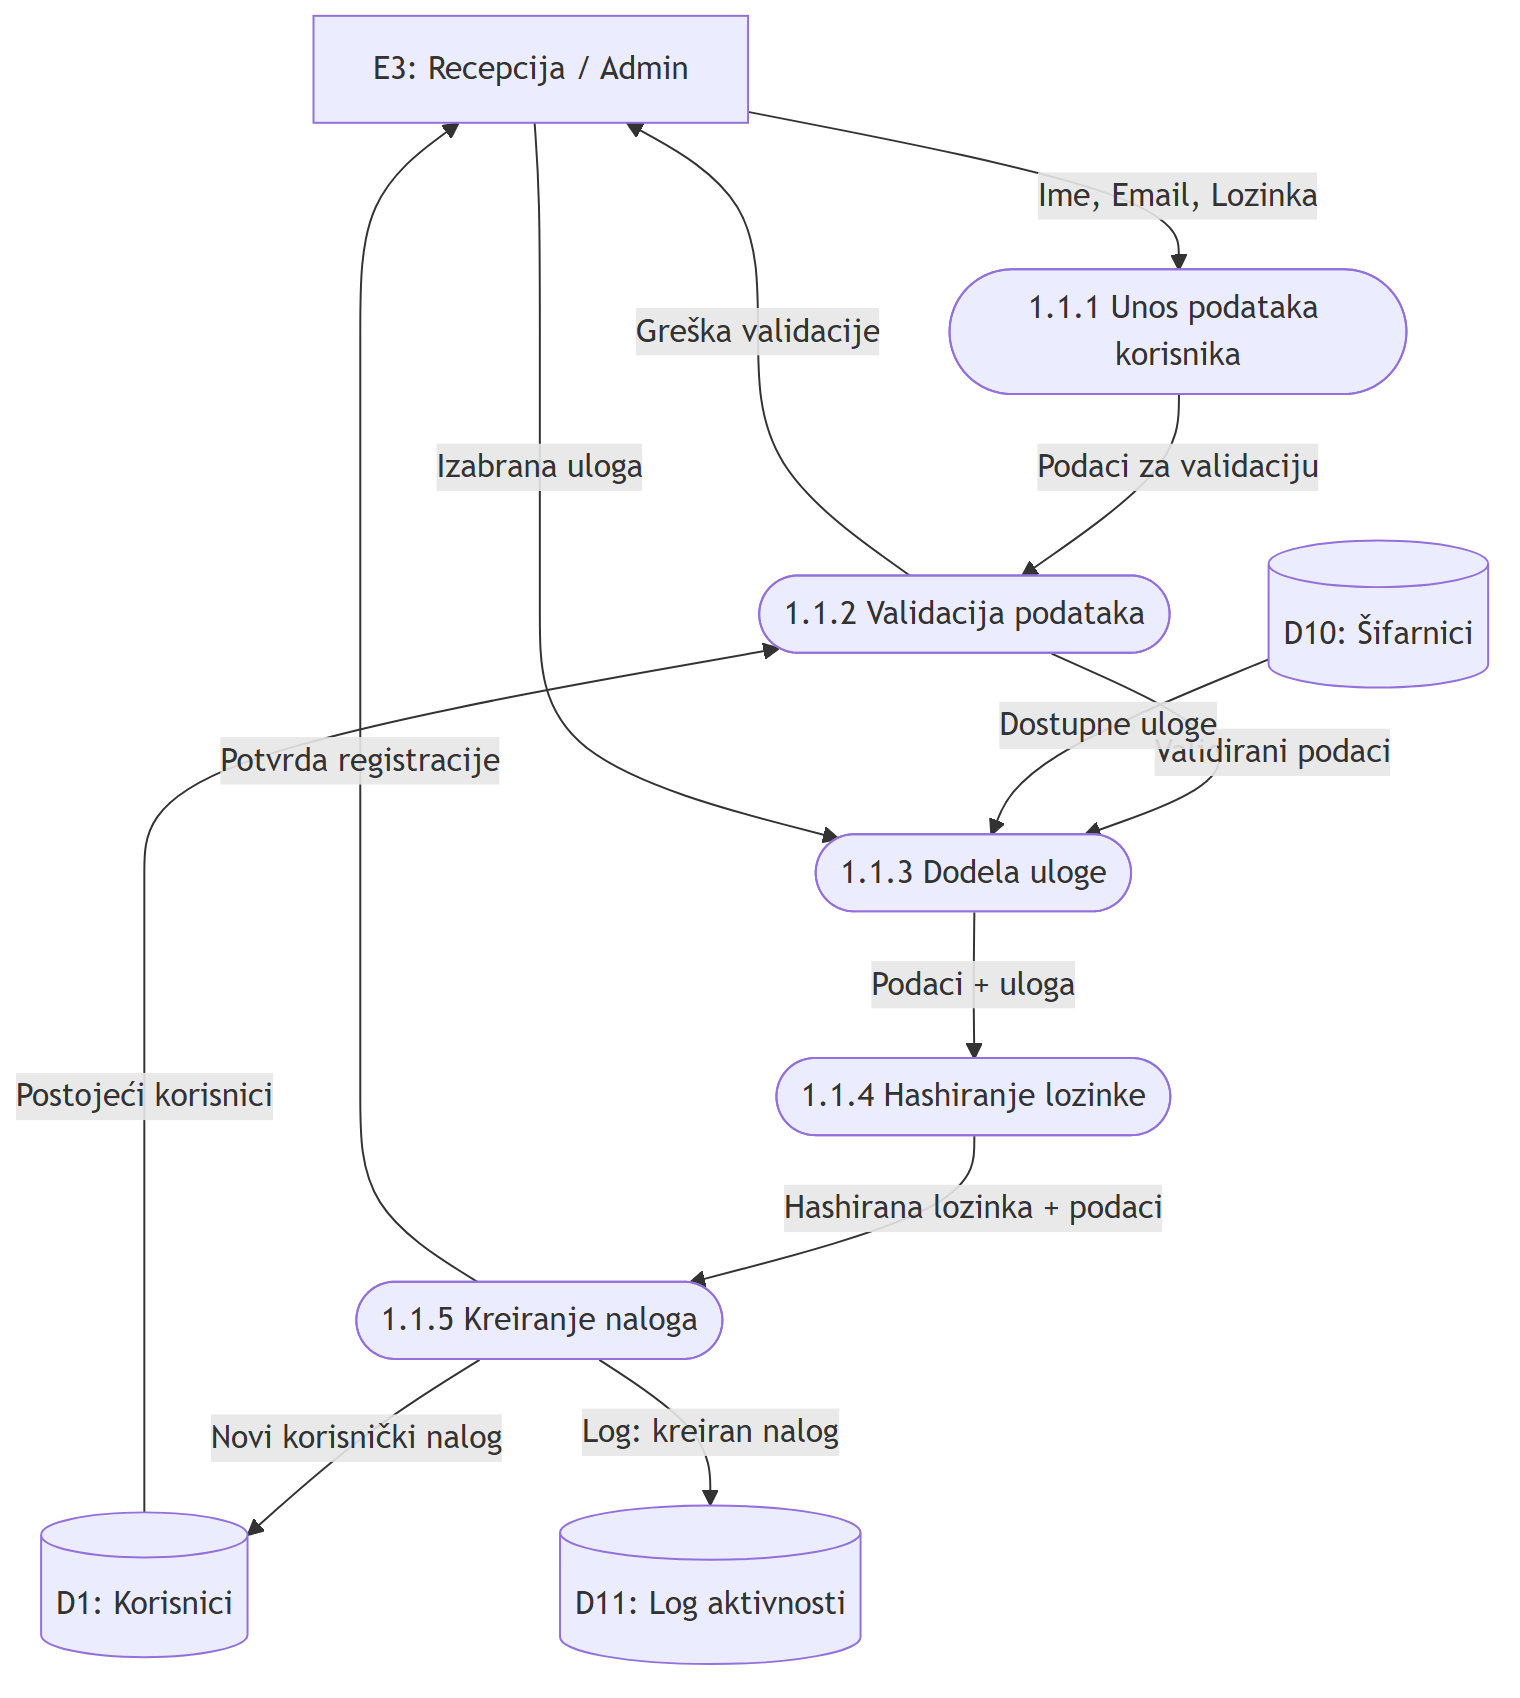 E3: Recepcija / Admin
Ime, Email, Lozinka
1.1.1 Unos podataka
korisnika
Greška validacije
Izabrana uloga
Podaci za validaciju
1.1.2 Validacija podataka
D10: Šifarnici
Dostupne uloge
Validirani podaci
Potvrda registracije
1.1.3 Dodela uloge
Podaci + uloga
Postojeći korisnici
1.1.4 Hashiranje lozinke
Hashirana lozinka + podaci
1.1.5 Kreiranje naloga
Novi korisnički nalog
Log: kreiran nalog
D1: Korisnici
D11: Log aktivnosti